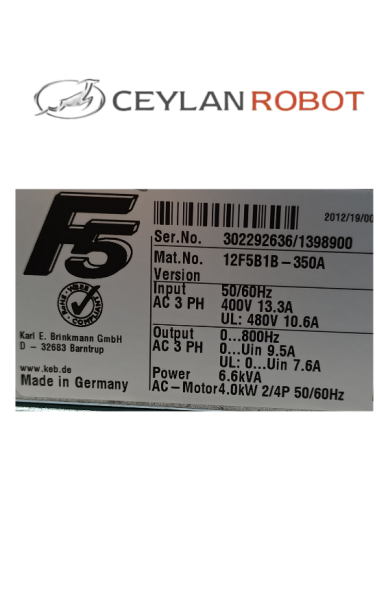 CEYLAN ROBOT
F5
2012/19/00
Ser.No. 302292636/1398900
Mat.No. 12F5B1B-350A
Version
Input 50/60Hz
AC 3 PH 400V 13.3A
UL: 480V 10.6A
Output 0...800Hz
AC 3 PH 0...Uin 9.5A
UL: 0...Uin 7.6A
Power 6.6kVA
AC-Motor 4.0kW 2/4P 50/60Hz
RoHS WEEE
COMPLIANT
Karl E. Brinkmann GmbH
D - 32683 Barntrup
www.keb.de
Made in Germany